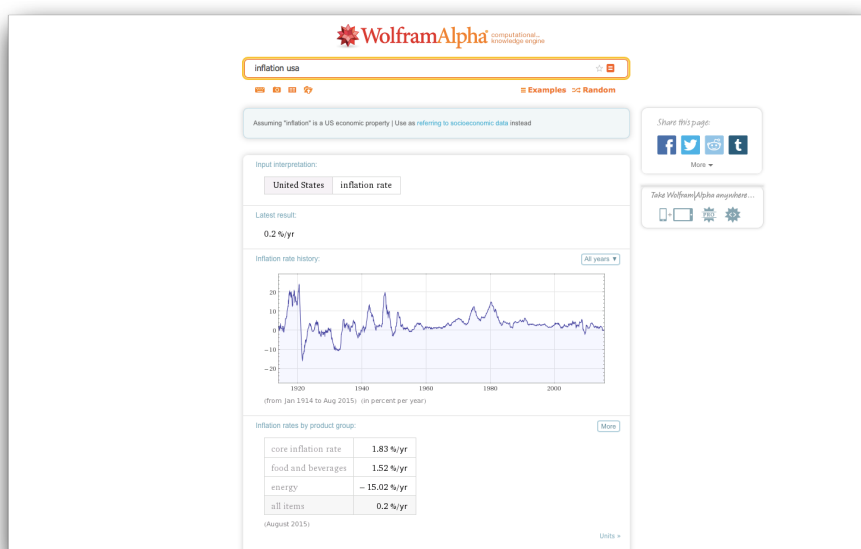 WolframAlpha computational... knowledge engine
inflation usa
Examples Random
Assuming "inflation" is a US economic property | Use as referring to socioeconomic data instead
Share this page:
More
Take Wolfram|Alpha anywhere...
PRO
Input interpretation:
United States inflation rate
Latest result:
0.2 %/yr
Inflation rate history:
All years
20
10
0
−10
−20
1920 1940 1960 1980 2000
(from Jan 1914 to Aug 2015) (in percent per year)
Inflation rates by product group:
More
core inflation rate 1.83 %/yr
food and beverages 1.52 %/yr
energy −15.02 %/yr
all items 0.2 %/yr
(August 2015)
Units »